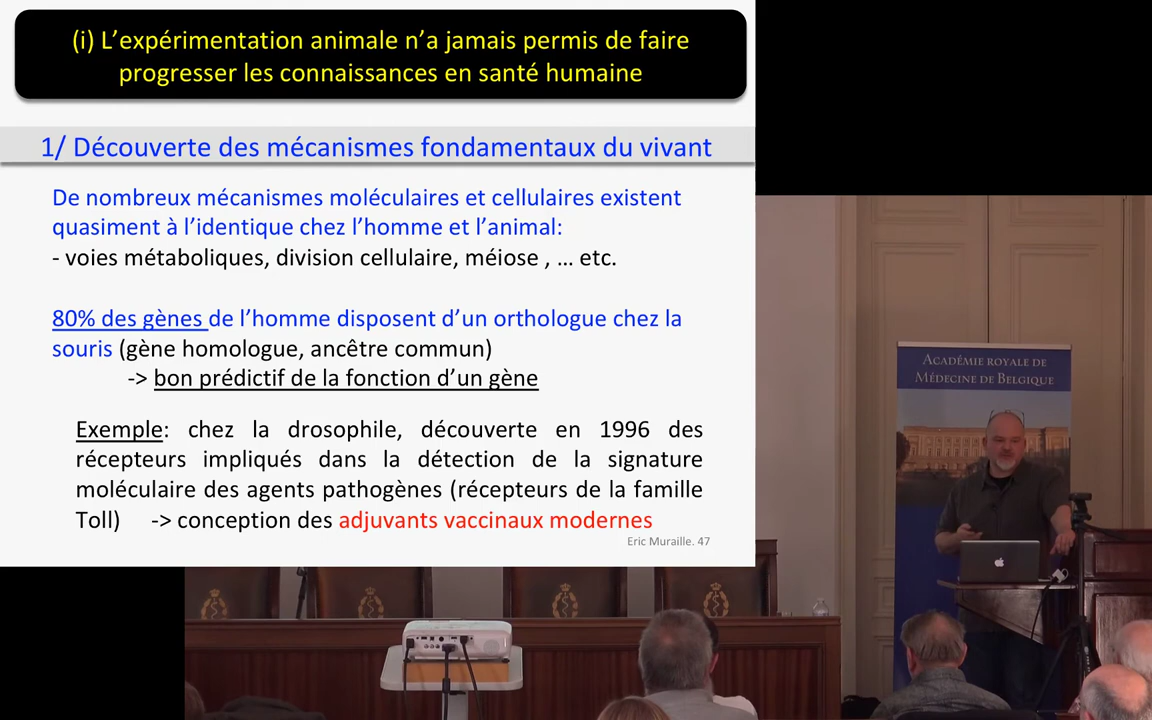 (i) L’expérimentation animale n’a jamais permis de faire
progresser les connaissances en santé humaine
1/ Découverte des mécanismes fondamentaux du vivant
De nombreux mécanismes moléculaires et cellulaires existent
quasiment à l’identique chez l’homme et l’animal:
- voies métaboliques, division cellulaire, méiose , … etc.
80% des gènes de l’homme disposent d’un orthologue chez la
souris (gène homologue, ancêtre commun)
-> bon prédictif de la fonction d’un gène
Exemple: chez la drosophile, découverte en 1996 des
récepteurs impliqués dans la détection de la signature
moléculaire des agents pathogènes (récepteurs de la famille
Toll) -> conception des adjuvants vaccinaux modernes
Eric Muraille. 47
Académie royale de
Médecine de Belgique